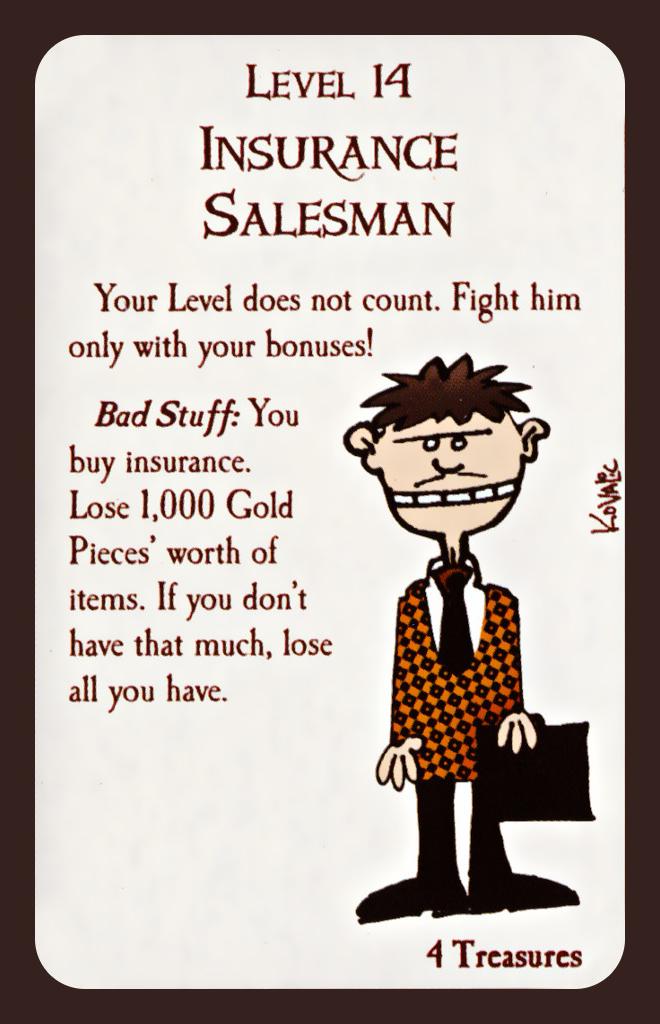 Level 14
Insurance
Salesman
Your Level does not count. Fight him
only with your bonuses!
Bad Stuff: You
buy insurance.
Lose 1,000 Gold
Pieces' worth of
items. If you don't
have that much, lose
all you have.
Kovalic
4 Treasures